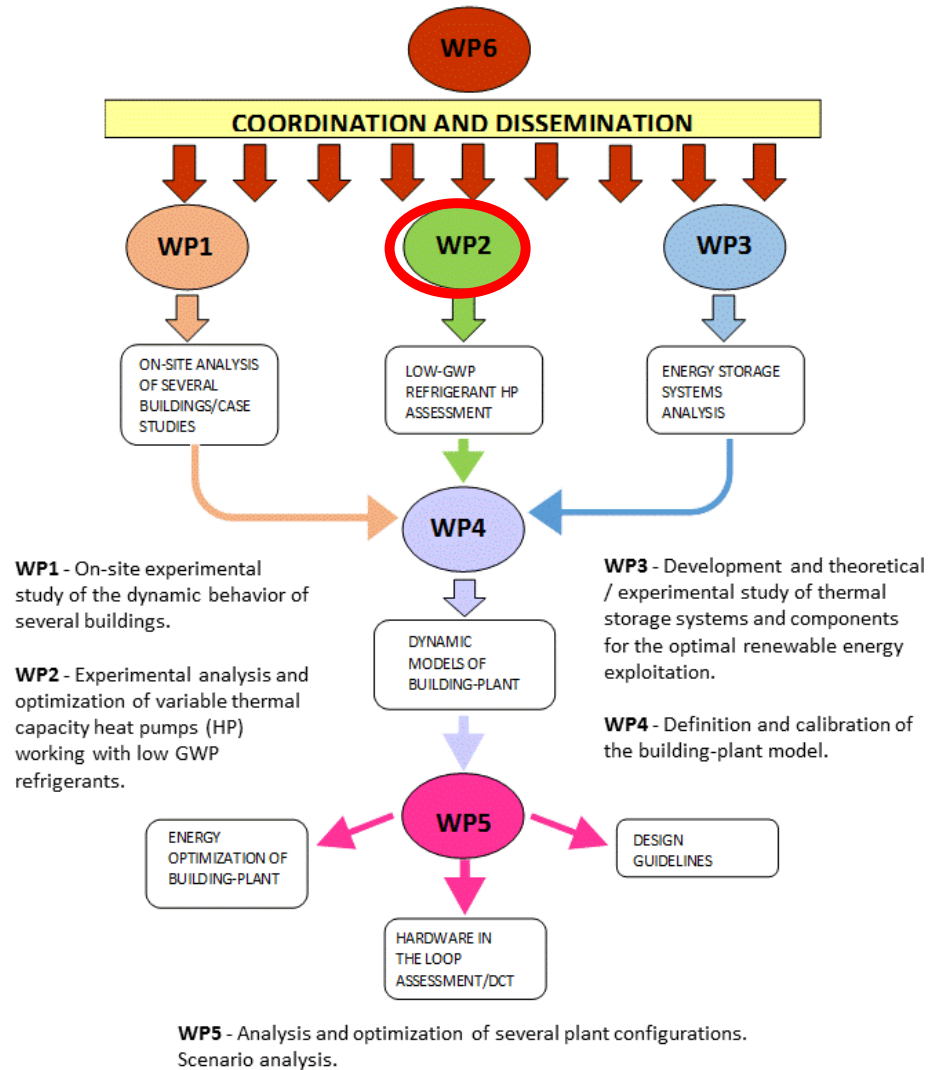 WP6
COORDINATION AND DISSEMINATION
WP1
WP2
WP3
ON-SITE ANALYSIS
OF SEVERAL
BUILDINGS/CASE
STUDIES
LOW-GWP
REFRIGERANT HP
ASSESSMENT
ENERGY STORAGE
SYSTEMS
ANALYSIS
WP4
WP1 - On-site experimental
study of the dynamic behavior of
several buildings.
WP2 - Experimental analysis and
optimization of variable thermal
capacity heat pumps (HP)
working with low GWP
refrigerants.
DYNAMIC
MODELS OF
BUILDING-PLANT
WP3 - Development and theoretical
/ experimental study of thermal
storage systems and components
for the optimal renewable energy
exploitation.
WP4 - Definition and calibration of
the building-plant model.
WP5
ENERGY
OPTIMIZATION OF
BUILDING-PLANT
DESIGN
GUIDELINES
HARDWARE IN
THE LOOP
ASSESSMENT/DCT
WP5 - Analysis and optimization of several plant configurations.
Scenario analysis.